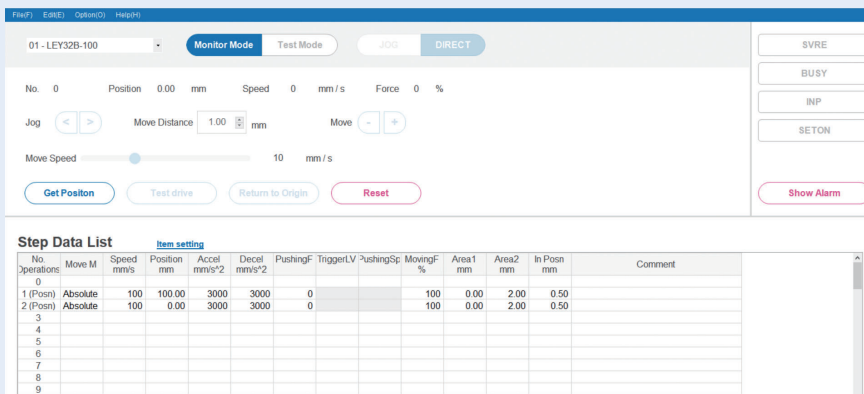 File(F) Edit(E) Option(O) Help(H)
01 - LEY32B-100 Monitor Mode Test Mode JOG DIRECT SVRE
BUSY
No. 0 Position 0.00 mm Speed 0 mm / s Force 0 %
INP
Jog < > Move Distance 1.00 mm Move - +
SETON
Move Speed 10 mm / s
Get Positon Test drive Return to Origin Reset Show Alarm
Step Data List Item setting
No. Operations Move M Speed mm/s Position mm Accel mm/s^2 Decel mm/s^2 PushingF TriggerLV PushingSp MovingF % Area1 mm Area2 mm In Posn mm Comment
0
1 (Posn) Absolute 100 100.00 3000 3000 0 100 0.00 2.00 0.50
2 (Posn) Absolute 100 0.00 3000 3000 0 100 0.00 2.00 0.50
3
4
5
6
7
8
9